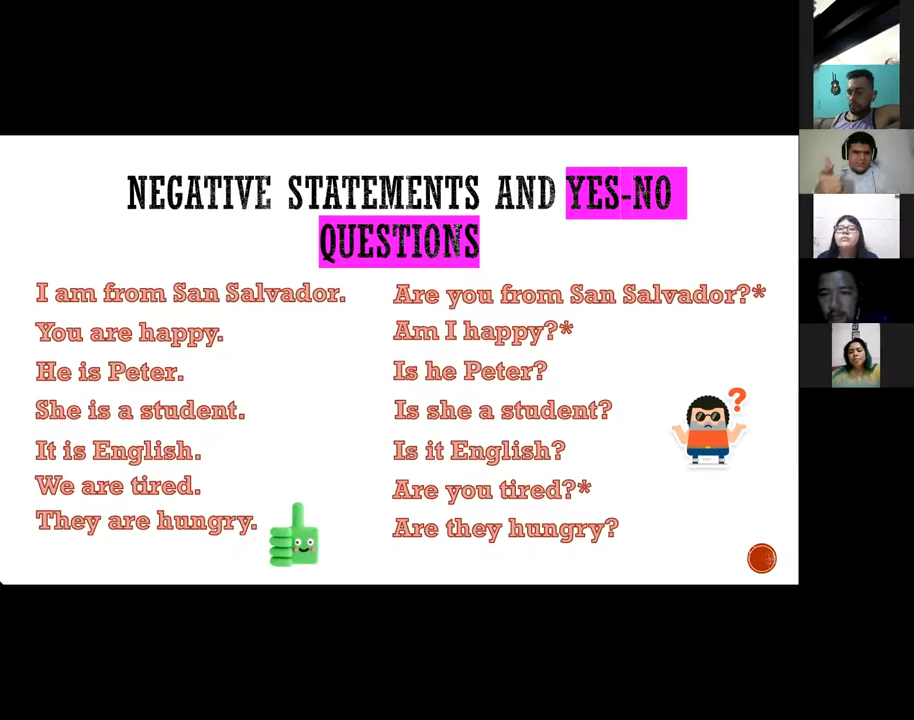 NEGATIVE STATEMENTS AND YES-NO
QUESTIONS
I am from San Salvador.
You are happy.
He is Peter.
She is a student.
It is English.
We are tired.
They are hungry.
Are you from San Salvador?*
Am I happy?*
Is he Peter?
Is she a student?
Is it English?
Are you tired?*
Are they hungry?
?